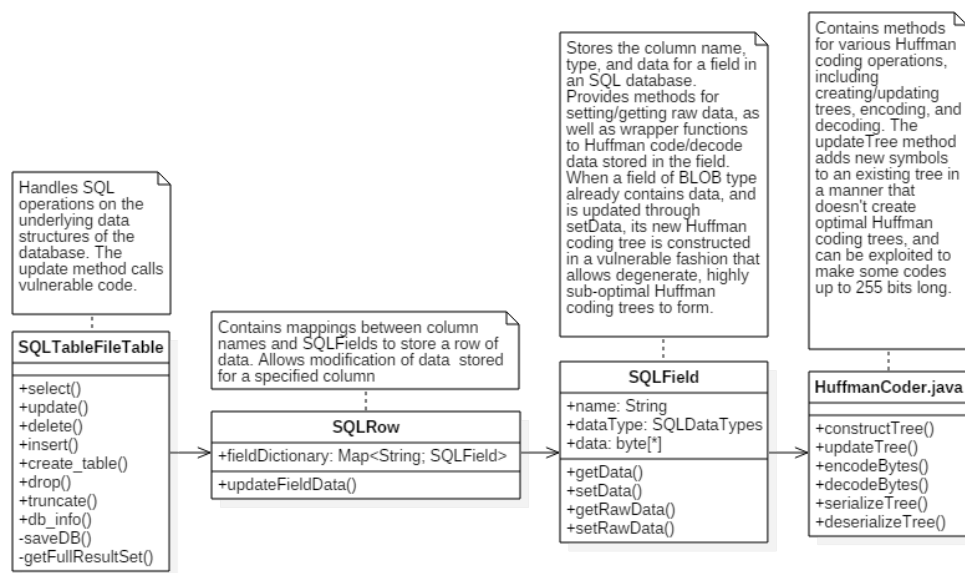 Handles SQL
operations on the
underlying data
structures of the
database. The
update method calls
vulnerable code.
SQLTableFileTable
+select()
+update()
+delete()
+insert()
+create_table()
+drop()
+truncate()
+db_info()
-saveDB()
-getFullResultSet()
Contains mappings between column
names and SQLFields to store a row of
data. Allows modification of data stored
for a specified column
SQLRow
+fieldDictionary: Map<String; SQLField>
+updateFieldData()
Stores the column name,
type, and data for a field in
an SQL database.
Provides methods for
setting/getting raw data, as
well as wrapper functions
to Huffman code/decode
data stored in the field.
When a field of BLOB type
already contains data, and
is updated through
setData, its new Huffman
coding tree is constructed
in a vulnerable fashion that
allows degenerate, highly
sub-optimal Huffman
coding trees to form.
SQLField
+name: String
+dataType: SQLDataTypes
+data: byte[*]
+getData()
+setData()
+getRawData()
+setRawData()
Contains methods
for various Huffman
coding operations,
including
creating/updating
trees, encoding, and
decoding. The
updateTree method
adds new symbols
to an existing tree in
a manner that
doesn't create
optimal Huffman
coding trees, and
can be exploited to
make some codes
up to 255 bits long.
HuffmanCoder.java
+constructTree()
+updateTree()
+encodeBytes()
+decodeBytes()
+serializeTree()
+deserializeTree()